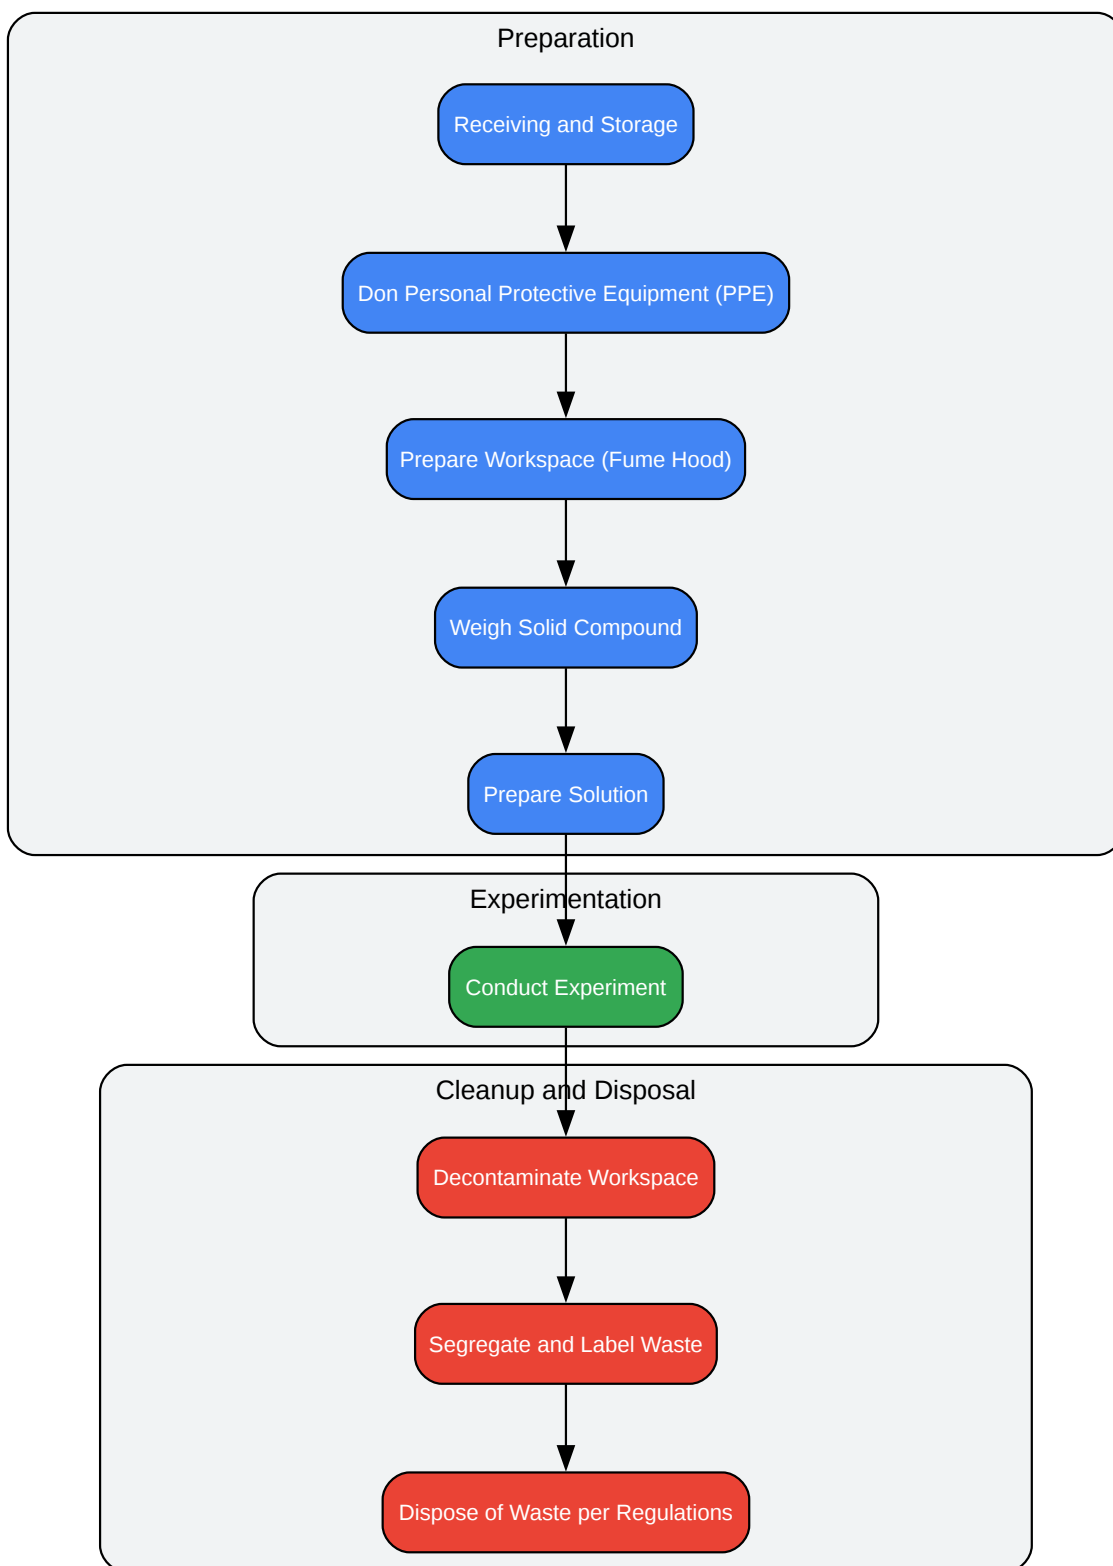 Preparation
Receiving and Storage
Don Personal Protective Equipment (PPE)
Prepare Workspace (Fume Hood)
Weigh Solid Compound
Prepare Solution
Experimentation
Conduct Experiment
Cleanup and Disposal
Decontaminate Workspace
Segregate and Label Waste
Dispose of Waste per Regulations